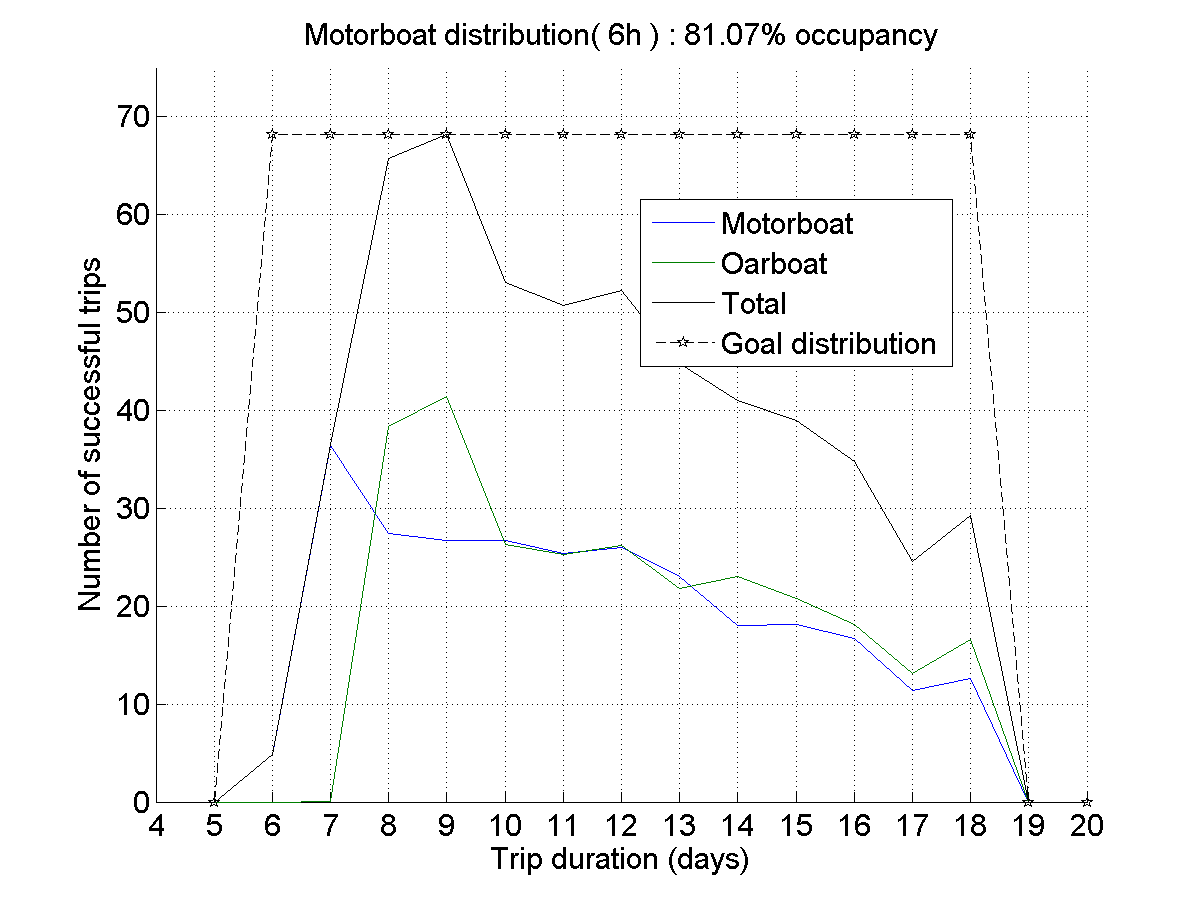 Motorboat distribution( 6h ) : 81.07% occupancy
70
60
50
40
30
20
10
0
Number of successful trips
Motorboat
Oarboat
Total
Goal distribution
4 5 6 7 8 9 10 11 12 13 14 15 16 17 18 19 20
Trip duration (days)